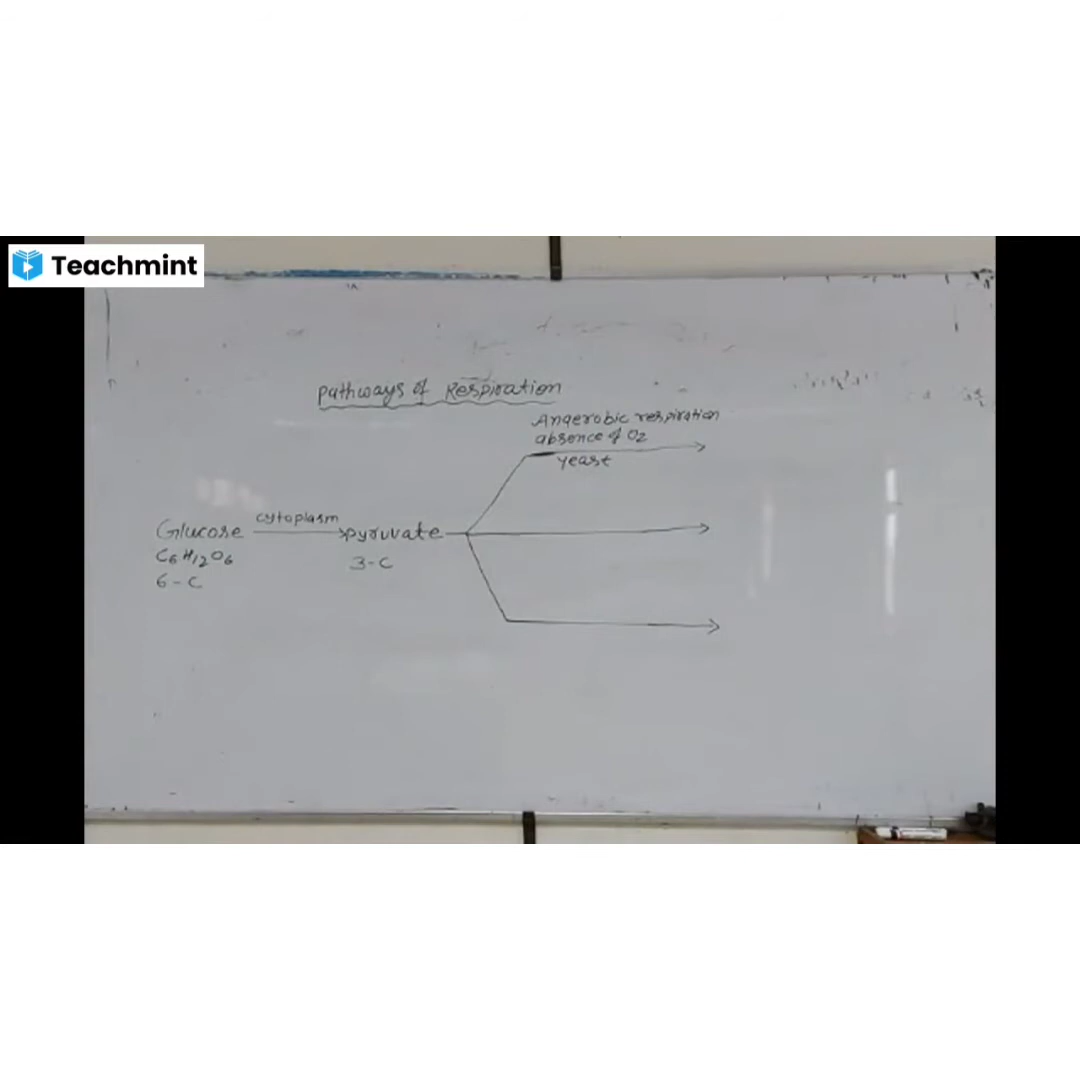 Teachmint
Pathways of Respiration
Anaerobic respiration
absence of O2
yeast
Glucose
cytoplasm
pyruvate
C6H12O6
3-C
6-C